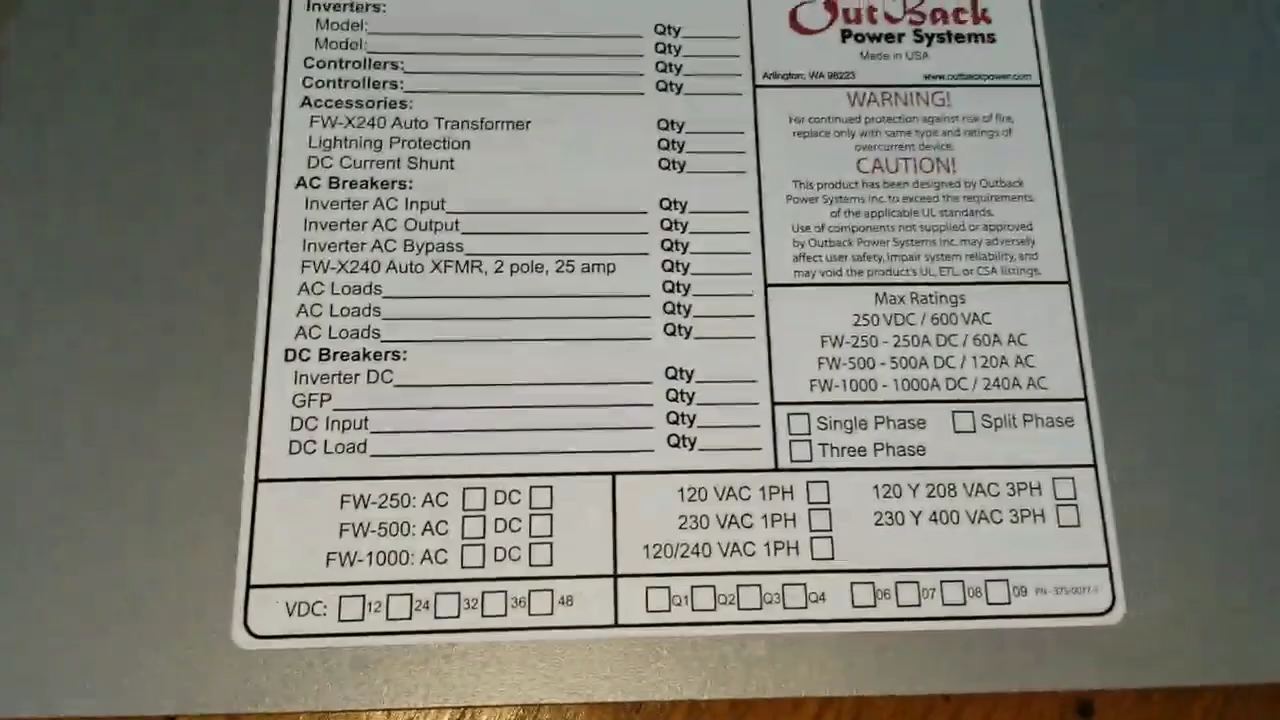 Inverters:
Model: Qty
Model: Qty
Controllers: Qty
Controllers: Qty
Accessories:
FW-X240 Auto Transformer Qty
Lightning Protection Qty
DC Current Shunt Qty
AC Breakers:
Inverter AC Input Qty
Inverter AC Output Qty
Inverter AC Bypass Qty
FW-X240 Auto XFMR, 2 pole, 25 amp Qty
AC Loads Qty
AC Loads Qty
AC Loads Qty
DC Breakers:
Inverter DC Qty
GFP Qty
DC Input Qty
DC Load Qty
OutBack
Power Systems
Made in USA
Arlington, WA 98223 www.outbackpower.com
WARNING!
For continued protection against risk of fire,
replace only with same type and ratings of
overcurrent device.
CAUTION!
This product has been designed by Outback
Power Systems Inc. to exceed the requirements
of the applicable UL standards.
Use of components not supplied or approved
by Outback Power Systems Inc. may adversely
affect user safety, impair system reliability, and
may void the product's UL, ETL or CSA listings.
Max Ratings
250 VDC / 600 VAC
FW-250 - 250A DC / 60A AC
FW-500 - 500A DC / 120A AC
FW-1000 - 1000A DC / 240A AC
Single Phase Split Phase
Three Phase
FW-250: AC DC
FW-500: AC DC
FW-1000: AC DC
120 VAC 1PH 120 Y 208 VAC 3PH
230 VAC 1PH 230 Y 400 VAC 3PH
120/240 VAC 1PH
VDC: 12 24 32 36 48
Q1 Q2 Q3 Q4 06 07 08 09